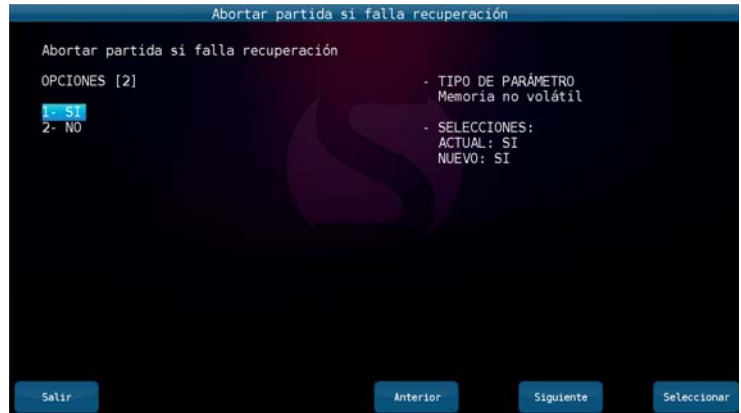 Abortar partida si falla recuperación
Abortar partida si falla recuperación
OPCIONES [2]
1- SI
2- NO
- TIPO DE PARÁMETRO
Memoria no volátil
- SELECCIONES:
ACTUAL: SI
NUEVO: SI
Salir
Anterior
Siguiente
Seleccionar